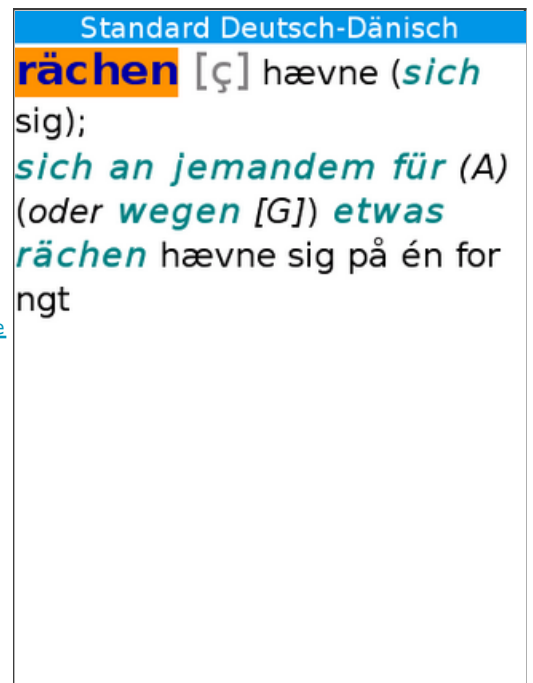 Standard Deutsch-Dänisch
rächen [ç] hævne (sich
sig);
sich an jemandem für (A)
(oder wegen [G]) etwas
rächen hævne sig på én for
ngt
e